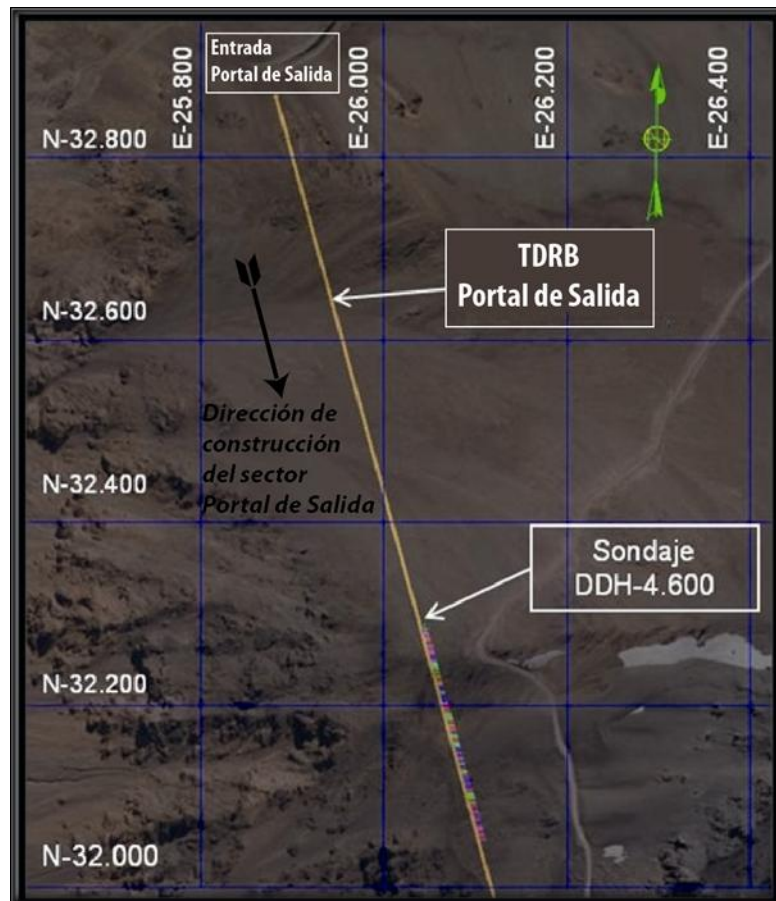 Entrada
Portal de Salida
E-25.800
E-26.000
E-26.200
E-26.400
N-32.800
TDRB
Portal de Salida
N-32.600
Dirección de
construcción
del sector
Portal de Salida
N-32.400
Sondaje
DDH-4.600
N-32.200
N-32.000